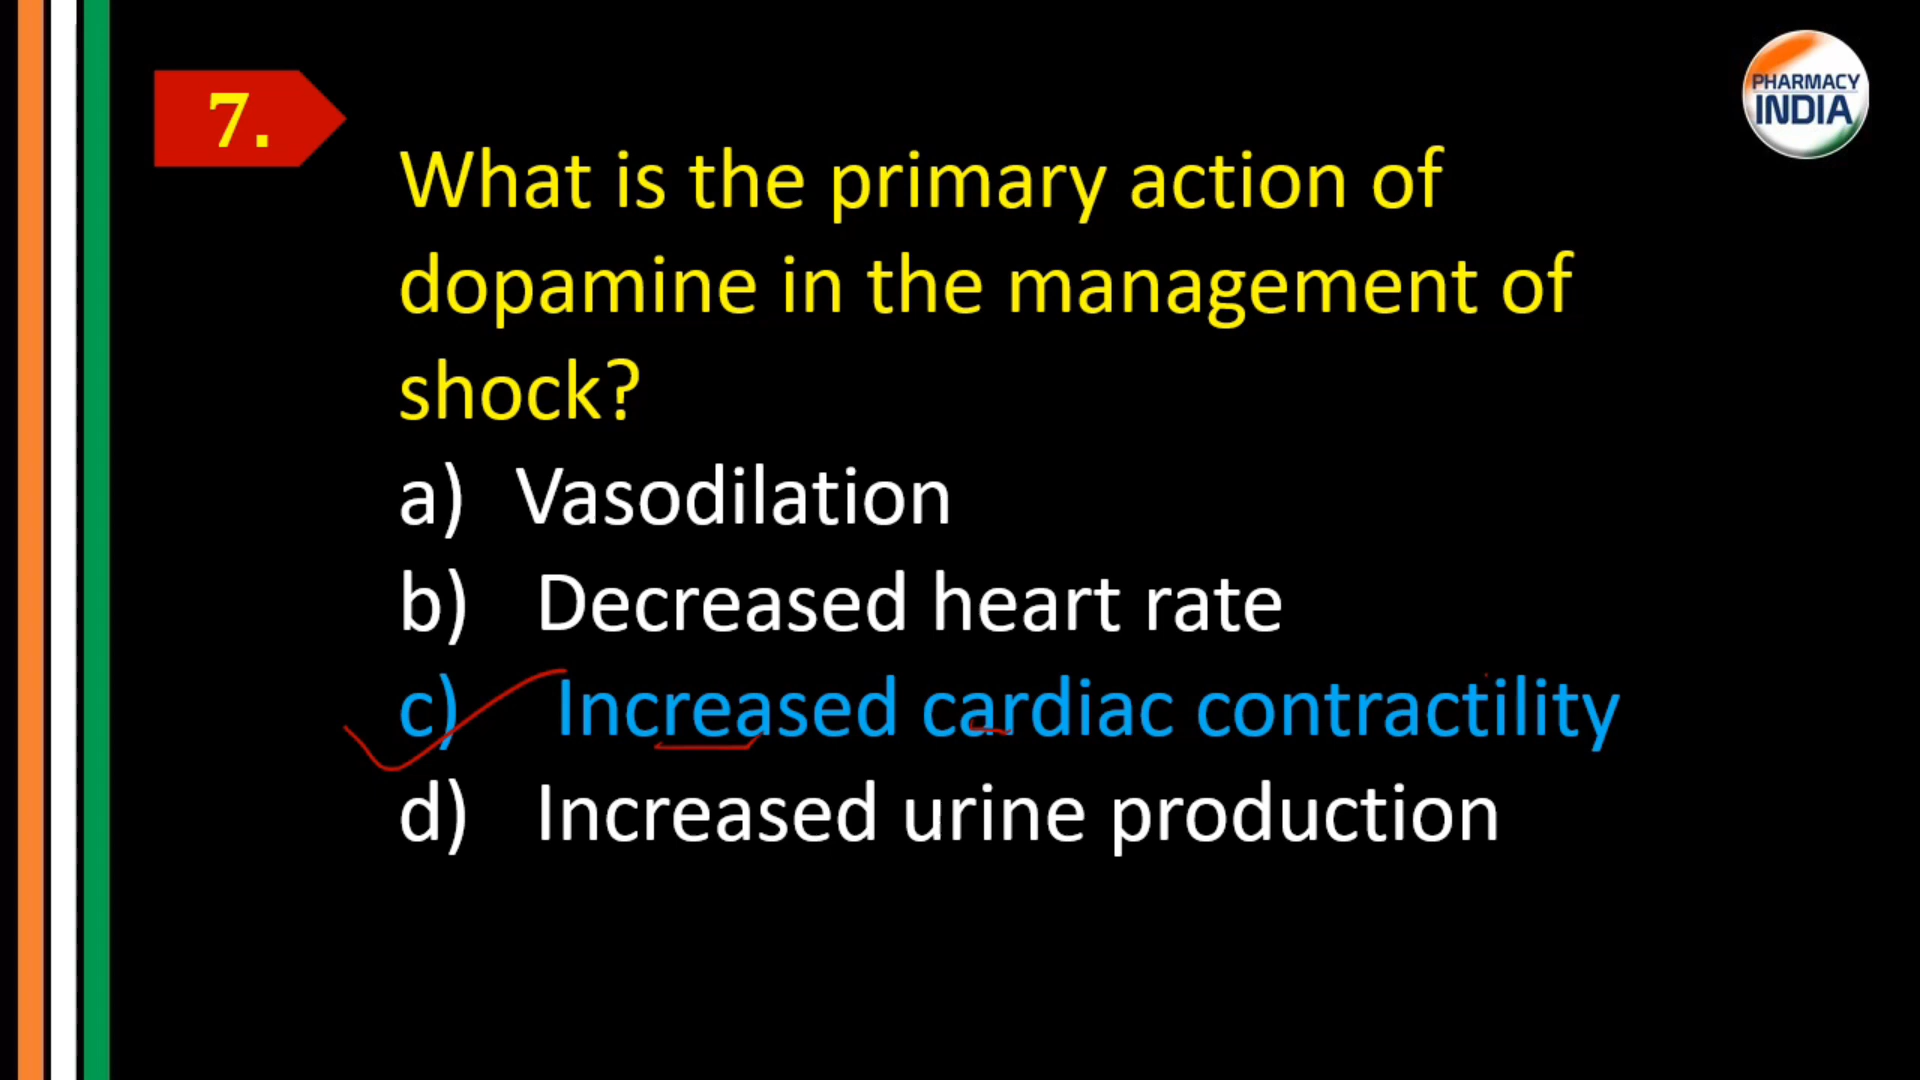 7.
PHARMACY
INDIA
What is the primary action of
dopamine in the management of
shock?
a) Vasodilation
b) Decreased heart rate
c) Increased cardiac contractility
d) Increased urine production